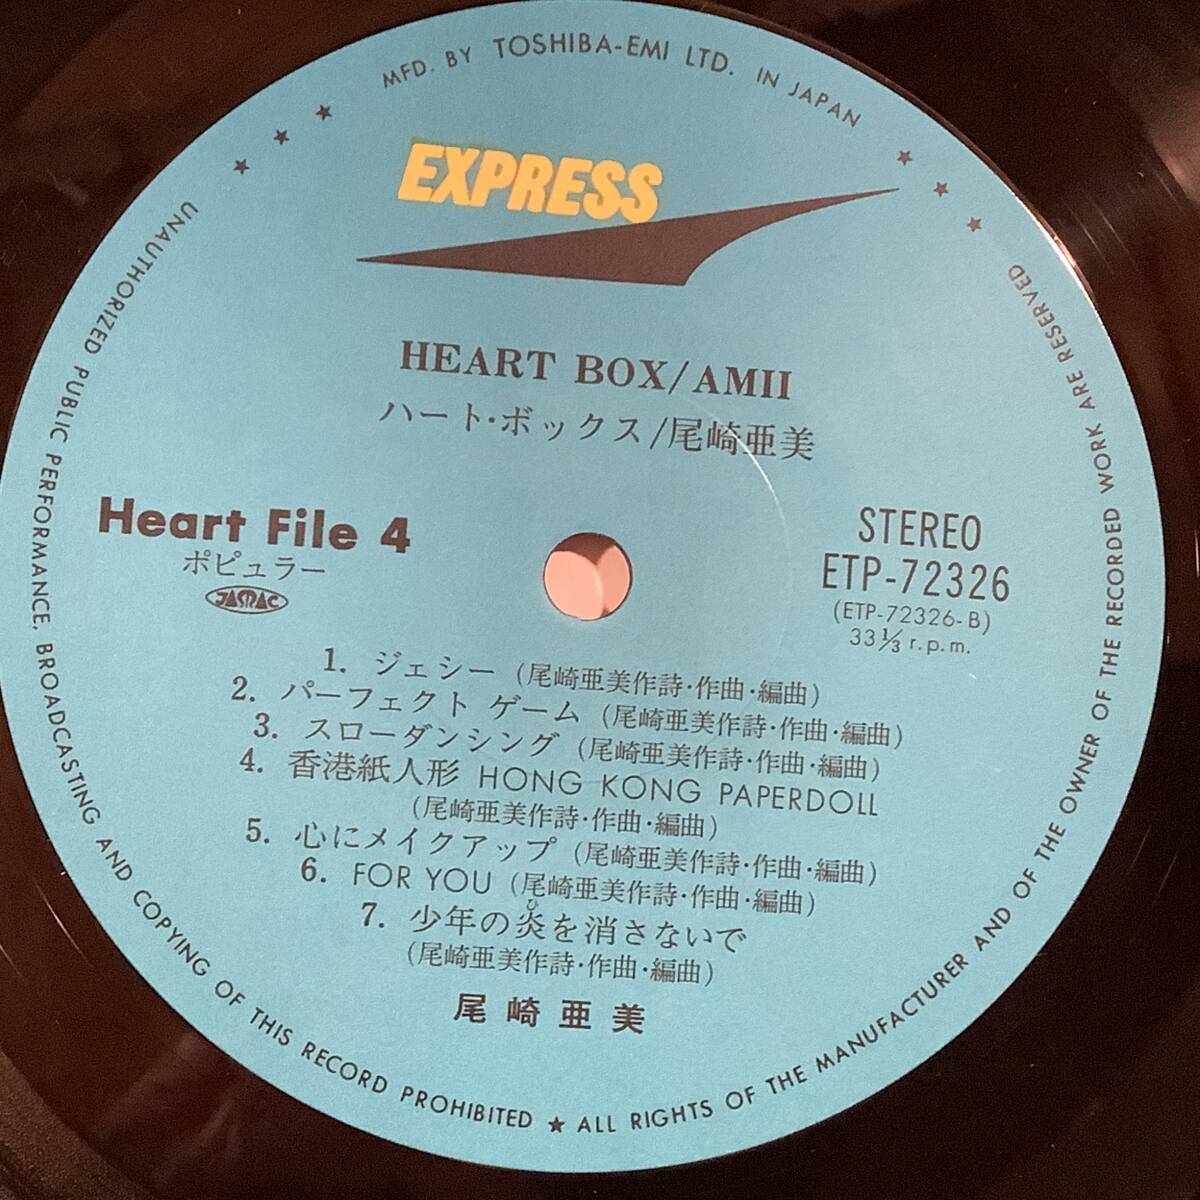 MFD. BY TOSHIBA-EMI LTD. IN JAPAN
EXPRESS
HEART BOX/AMII
ハート・ボックス/尾崎亜美
Heart File 4
ポピュラー
JASRAC
STEREO
ETP-72326
(ETP-72326-B)
33⅓ r.p.m.
1. ジェシー (尾崎亜美作詩・作曲・編曲)
2. パーフェクト ゲーム (尾崎亜美作詩・作曲・編曲)
3. スローダンシング (尾崎亜美作詩・作曲・編曲)
4. 香港紙人形 HONG KONG PAPERDOLL
(尾崎亜美作詩・作曲・編曲)
5. 心にメイクアップ (尾崎亜美作詩・作曲・編曲)
6. FOR YOU (尾崎亜美作詩・作曲・編曲)
ひ
7. 少年の炎を消さないで
(尾崎亜美作詩・作曲・編曲)
尾崎亜美
UNAUTHORIZED PUBLIC PERFORMANCE, BROADCASTING AND COPYING OF THIS RECORD PROHIBITED ★ ALL RIGHTS OF THE MANUFACTURER AND OF THE OWNER OF THE RECORDED WORK ARE RESERVED